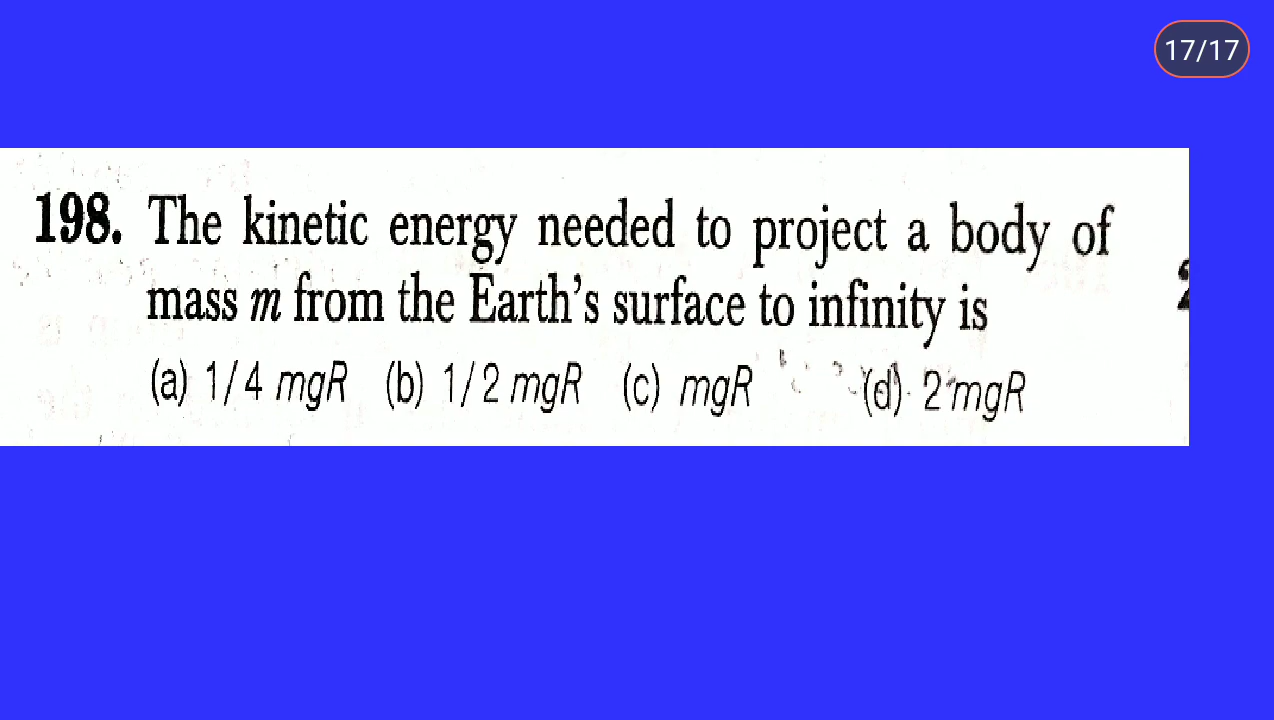 17/17
198. The kinetic energy needed to project a body of
mass m from the Earth's surface to infinity is
(a) 1/4 mgR (b) 1/2 mgR (c) mgR (d) 2 mgR